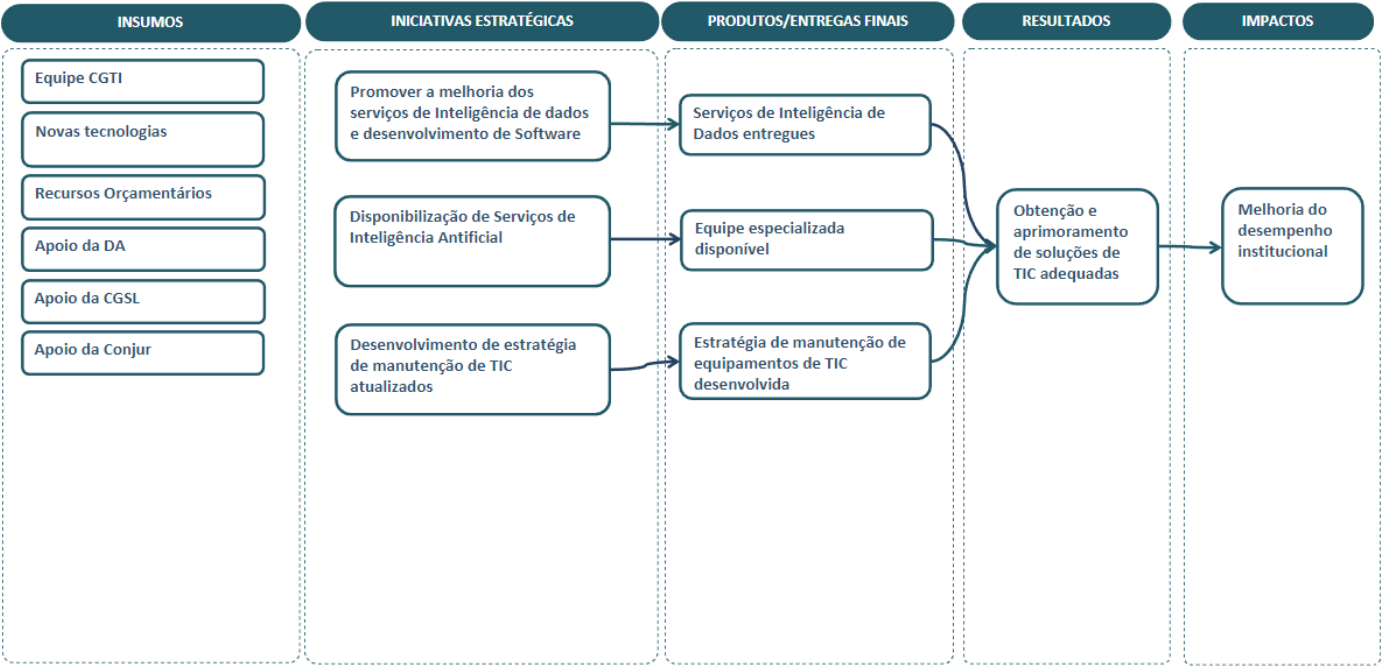 INSUMOS
INICIATIVAS ESTRATÉGICAS
PRODUTOS/ENTREGAS FINAIS
RESULTADOS
IMPACTOS
Equipe CGTI
Novas tecnologias
Recursos Orçamentários
Apoio da DA
Apoio da CGSL
Apoio da Conjur
Promover a melhoria dos
serviços de Inteligência de dados
e desenvolvimento de Software
Disponibilização de Serviços de
Inteligência Antificial
Desenvolvimento de estratégia
de manutenção de TIC
atualizados
Serviços de Inteligência de
Dados entregues
Equipe especializada
disponível
Estratégia de manutenção de
equipamentos de TIC
desenvolvida
Obtenção e
aprimoramento
de soluções de
TIC adequadas
Melhoria do
desempenho
institucional